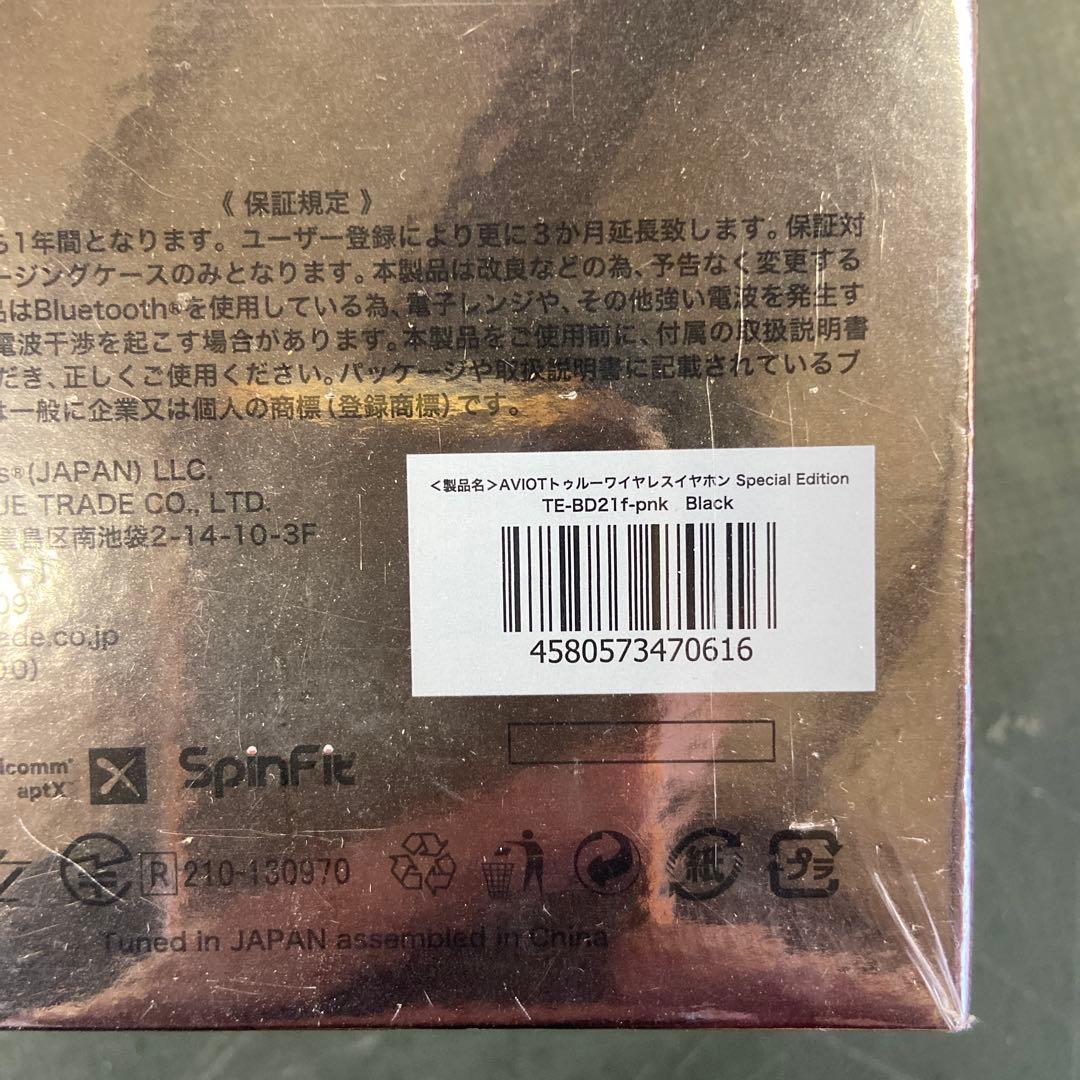 《 保証規定 》
ら1年間となります。ユーザー登録により更に3か月延長致します。保証対
ージングケースのみとなります。本製品は改良などの為、予告なく変更する
品はBluetooth®を使用している為、電子レンジや、その他強い電波を発生す
電波干渉を起こす場合があります。本製品をご使用前に、付属の取扱説明書
だき、正しくご使用ください。パッケージや取扱説明書に記載されているブ
は一般に企業又は個人の商標（登録商標）です。
s®(JAPAN) LLC.
UE TRADE CO., LTD.
豊島区南池袋2-14-10-3F
09
rade.co.jp
00)
<製品名>AVIOTトゥルーワイヤレスイヤホン Special Edition
TE-BD21f-pnk Black
4580573470616
lcomm®
aptX™
SpinFit
R 210-130970
紙
プラ
Tuned in JAPAN assembled in China